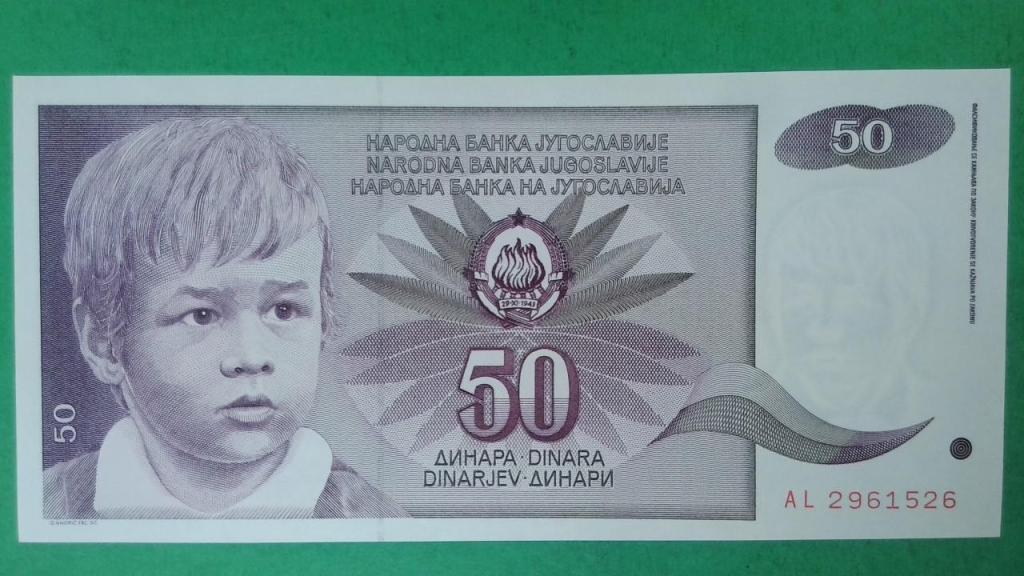 НАРОДНА БАНКА ЈУГОСЛАВИЈЕ
NARODNA BANKA JUGOSLAVIJE
НАРОДНА БАНКА НА ЈУГОСЛАВИЈА
50
29·XI·1943
50
50
ДИНАРА · DINARA
DINARJEV · ДИНАРИ
AL 2961526